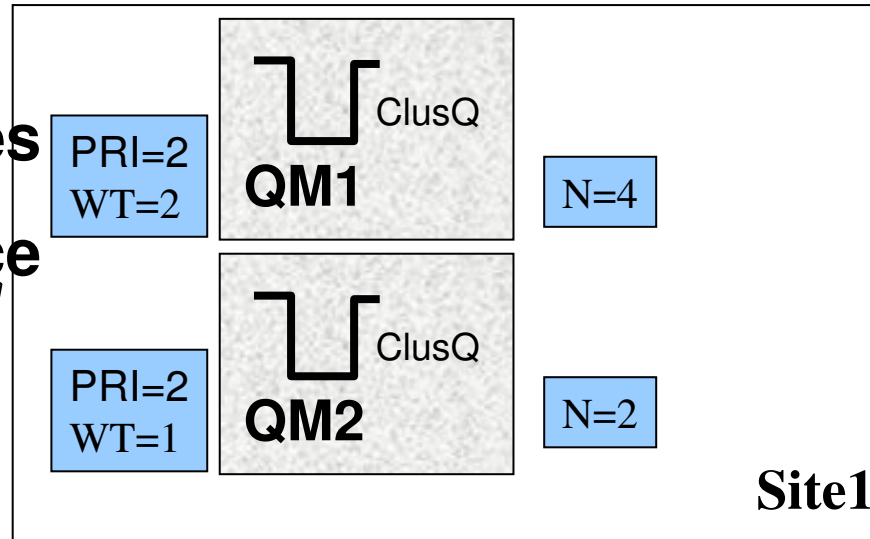 ClusQ
PRI=2
WT=2
QM1
N=4
ClusQ
PRI=2
WT=1
QM2
N=2
Site1